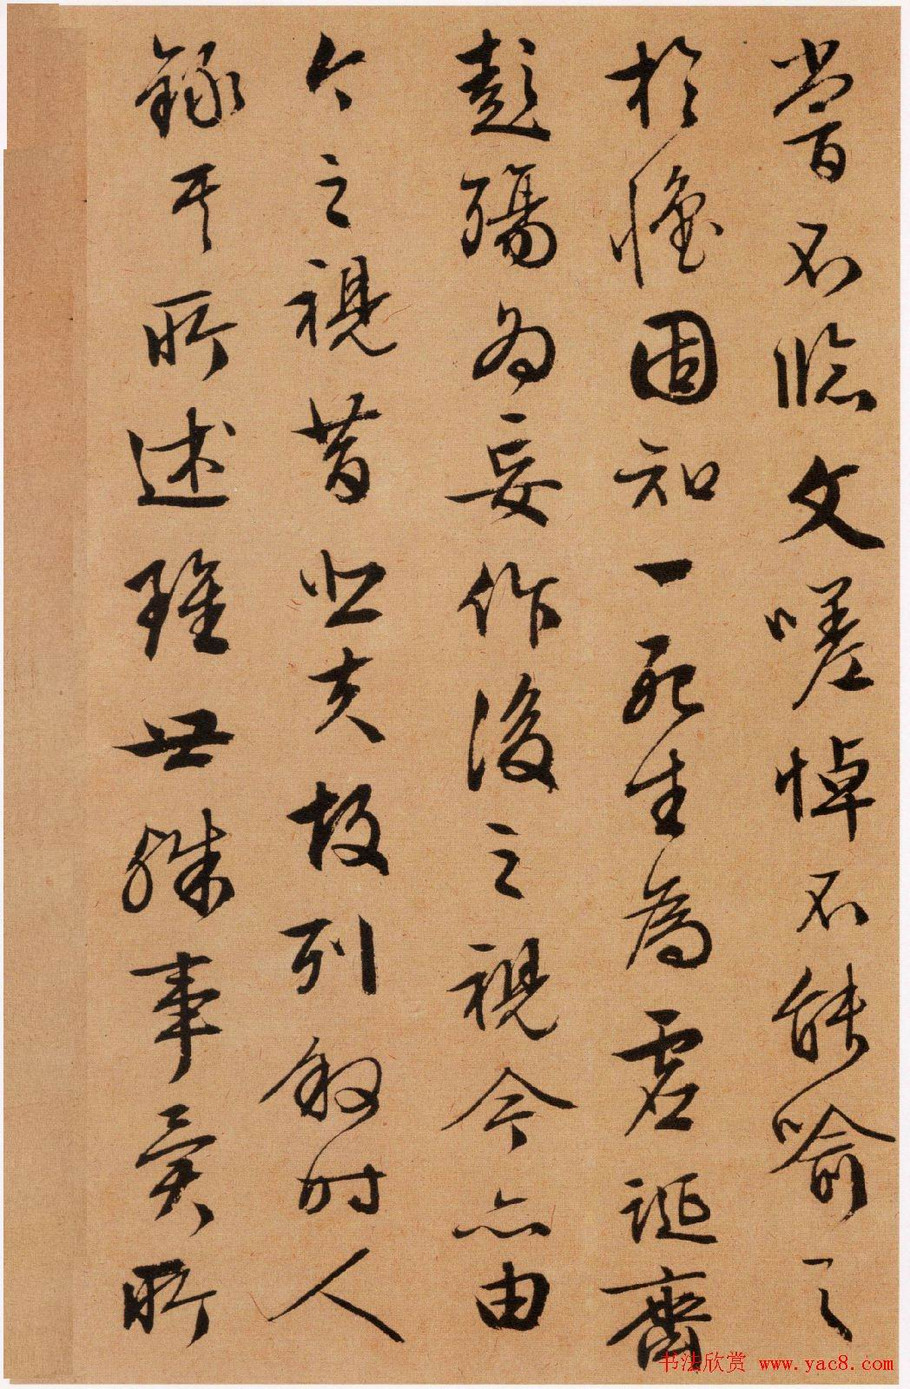 嘗不臨文嗟悼不能喻之
於懷固知一死生為虛誕齊
彭殤為妄作後之視今亦由
今之視昔悲夫故列敘時人
錄其所述雖世殊事異所
书法欣赏 www.yac8.com